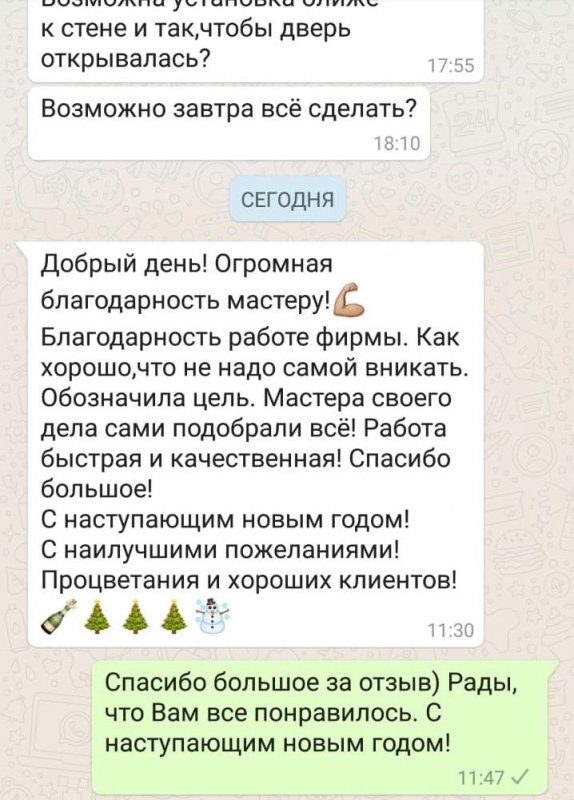 Возможна установка ближе
к стене и так,чтобы дверь
открывалась?
17:55
Возможно завтра всё сделать?
18:10
СЕГОДНЯ
Добрый день! Огромная
благодарность мастеру!💪🏼
Благодарность работе фирмы. Как
хорошо,что не надо самой вникать.
Обозначила цель. Мастера своего
дела сами подобрали всё! Работа
быстрая и качественная! Спасибо
большое!
С наступающим новым годом!
С наилучшими пожеланиями!
Процветания и хороших клиентов!
🍾🎄🎄🎄☃️
11:30
Спасибо большое за отзыв) Рады,
что Вам все понравилось. С
наступающим новым годом!
11:47